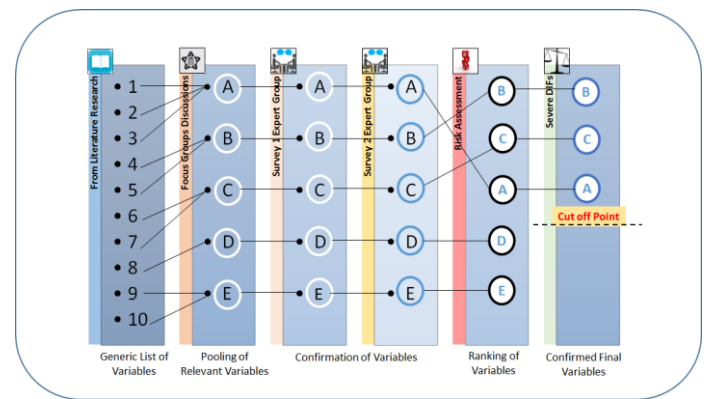 From Literature Research
1
2
3
4
5
6
7
8
9
10
Generic List of
Variables
Focus Groups Discussions
A
B
C
D
E
Pooling of
Relevant Variables
Survey 1 Expert Group
A
B
C
D
E
Survey 2 Expert Group
A
B
C
D
E
Confirmation of Variables
Risk Assessment
B
C
A
D
E
Ranking of
Variables
Severe DIFs
B
C
A
Cut off Point
Confirmed Final
Variables